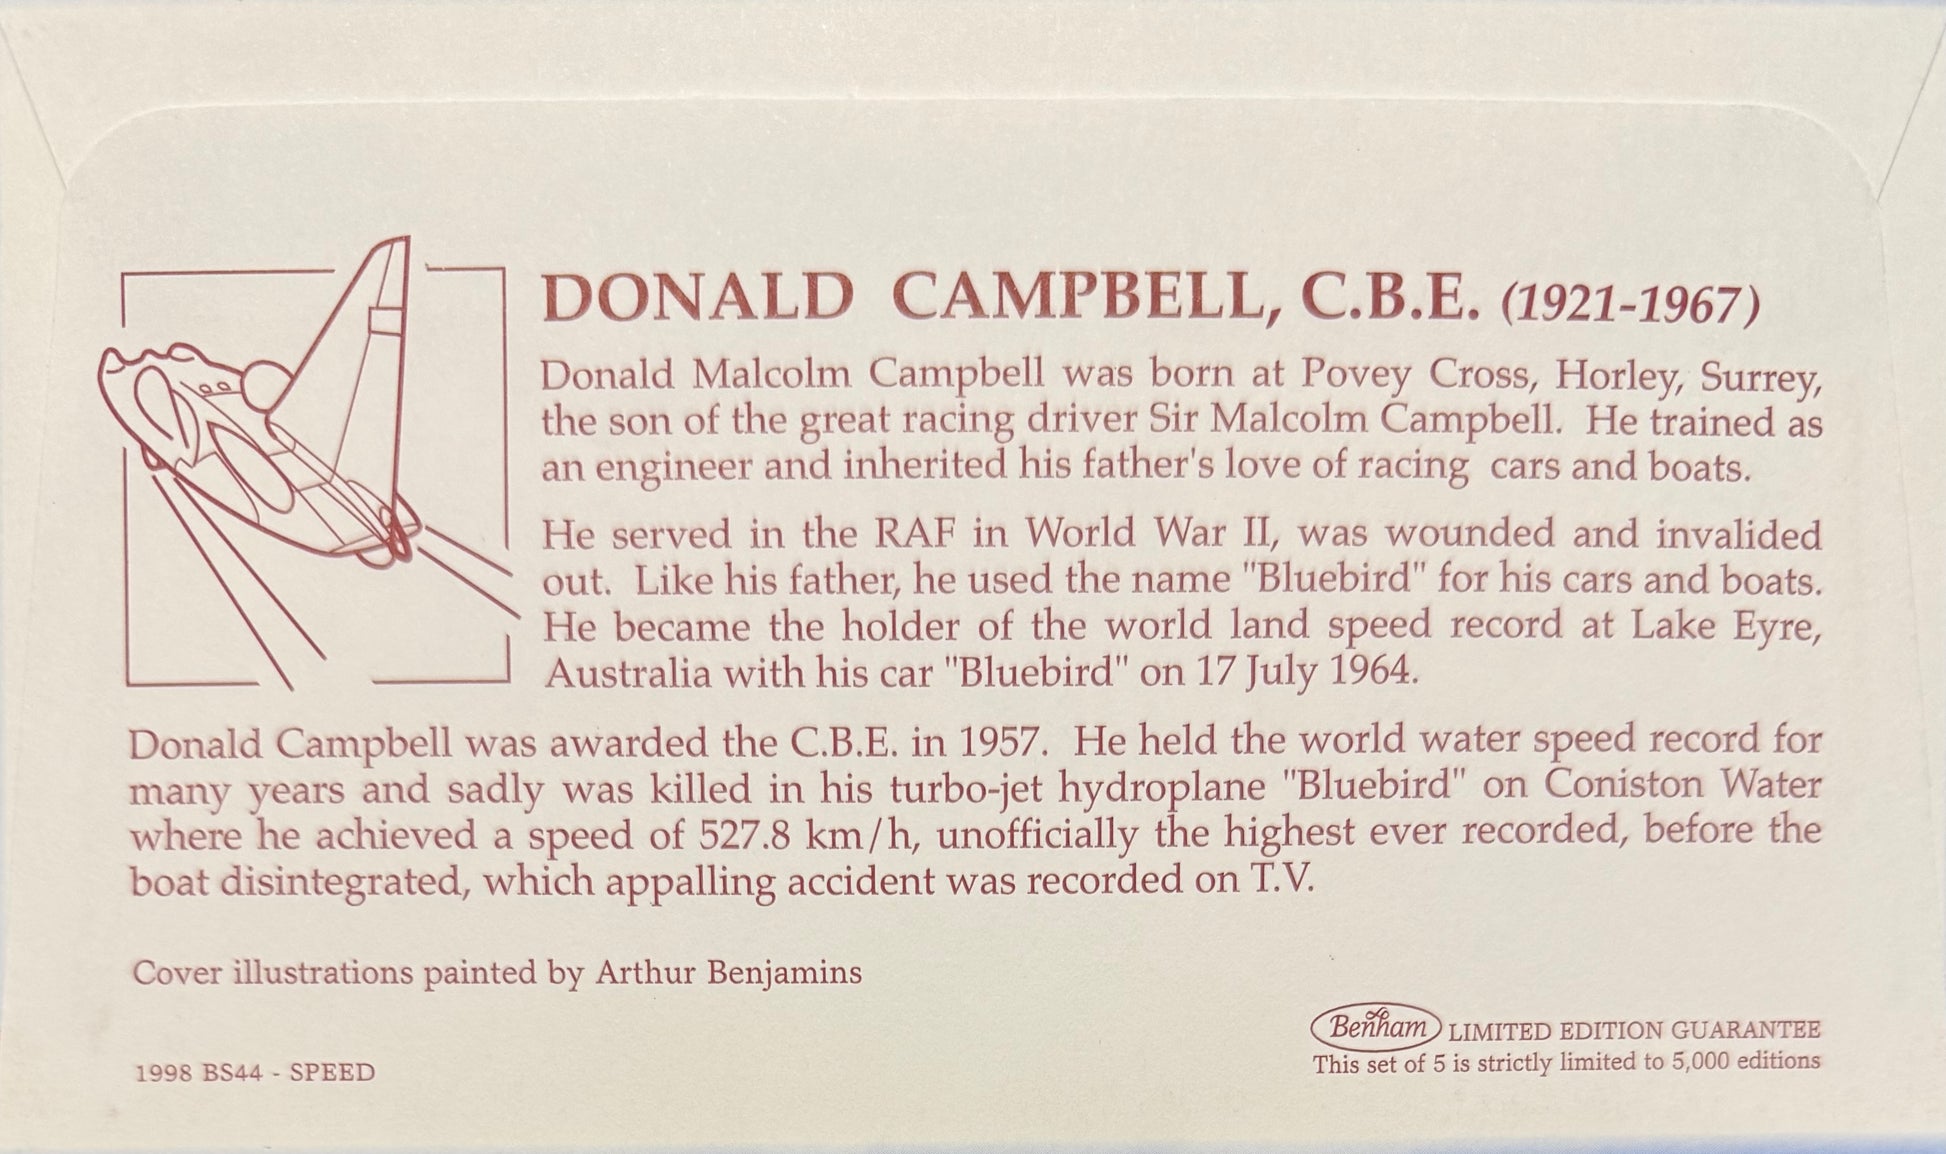 DONALD CAMPBELL, C.B.E. (1921-1967)
Donald Malcolm Campbell was born at Povey Cross, Horley, Surrey,
the son of the great racing driver Sir Malcolm Campbell. He trained as
an engineer and inherited his father's love of racing cars and boats.
He served in the RAF in World War II, was wounded and invalided
out. Like his father, he used the name "Bluebird" for his cars and boats.
He became the holder of the world land speed record at Lake Eyre,
Australia with his car "Bluebird" on 17 July 1964.
Donald Campbell was awarded the C.B.E. in 1957. He held the world water speed record for
many years and sadly was killed in his turbo-jet hydroplane "Bluebird" on Coniston Water
where he achieved a speed of 527.8 km/h, unofficially the highest ever recorded, before the
boat disintegrated, which appalling accident was recorded on T.V.
Cover illustrations painted by Arthur Benjamins
Benham LIMITED EDITION GUARANTEE
This set of 5 is strictly limited to 5,000 editions
1998 BS44 - SPEED